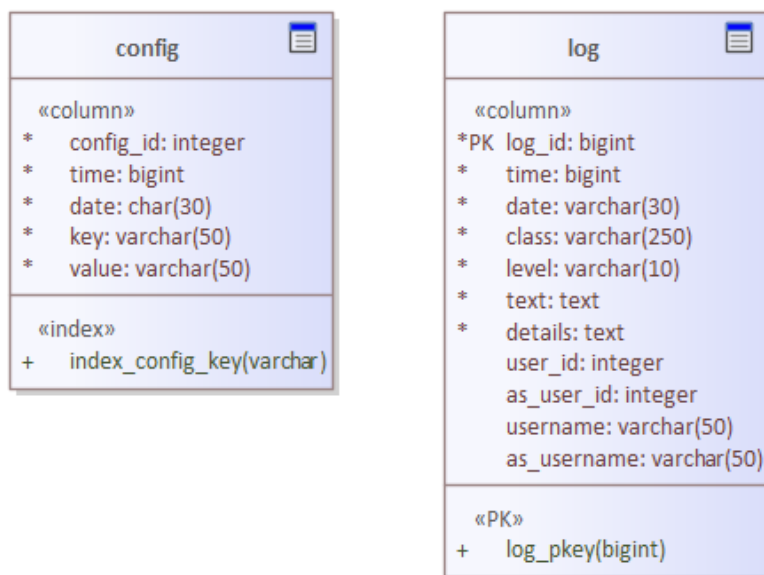 config
«column»
* config_id: integer
* time: bigint
* date: char(30)
* key: varchar(50)
* value: varchar(50)
«index»
+ index_config_key(varchar)
log
«column»
*PK log_id: bigint
* time: bigint
* date: varchar(30)
* class: varchar(250)
* level: varchar(10)
* text: text
* details: text
user_id: integer
as_user_id: integer
username: varchar(50)
as_username: varchar(50)
«PK»
+ log_pkey(bigint)